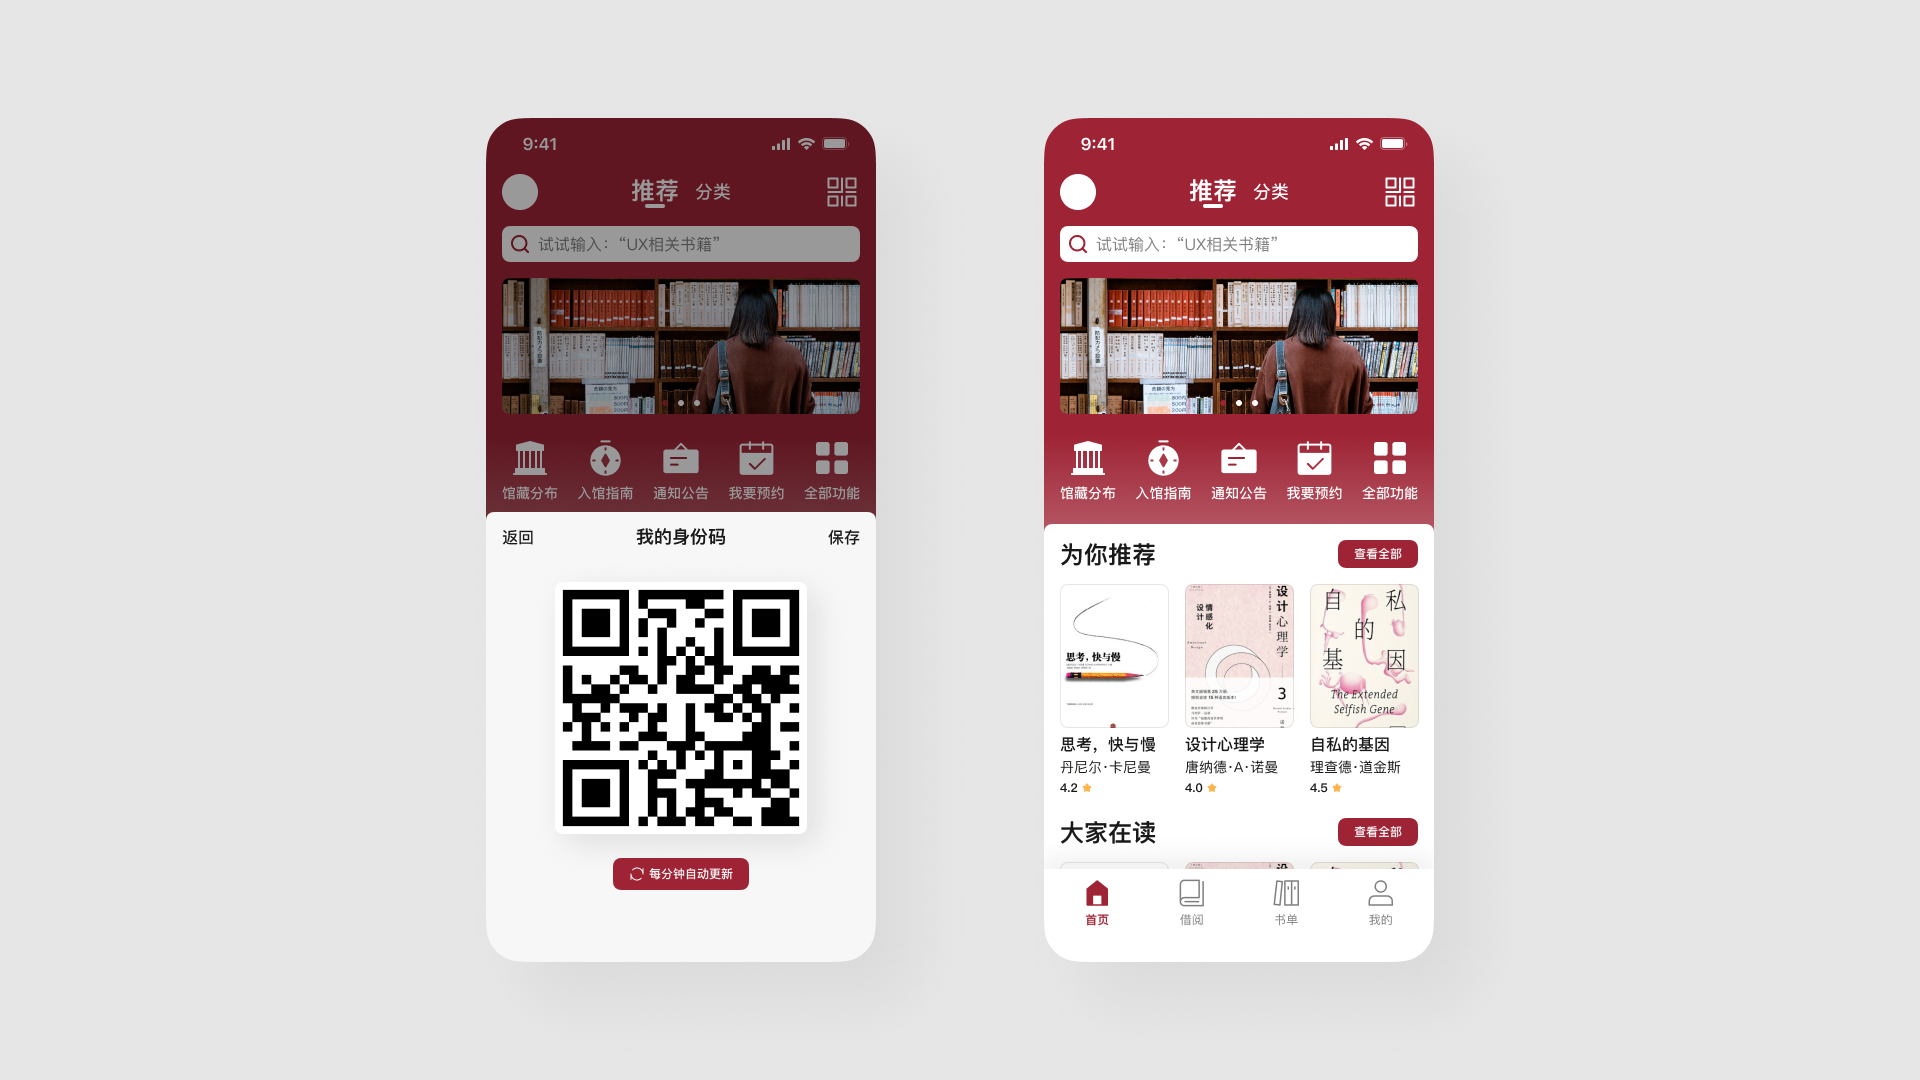 9:41
推荐 分类
试试输入：“UX相关书籍”
馆藏分布 入馆指南 通知公告 我要预约 全部功能
返回 我的身份码 保存
每分钟自动更新
9:41
推荐 分类
试试输入：“UX相关书籍”
馆藏分布 入馆指南 通知公告 我要预约 全部功能
为你推荐 查看全部
思考，快与慢
情感化
设计
设计心理学
3
自私的基因
The Extended
Selfish Gene
思考，快与慢 设计心理学 自私的基因
丹尼尔·卡尼曼 唐纳德·A·诺曼 理查德·道金斯
4.2 4.0 4.5
大家在读 查看全部
首页 借阅 书单 我的